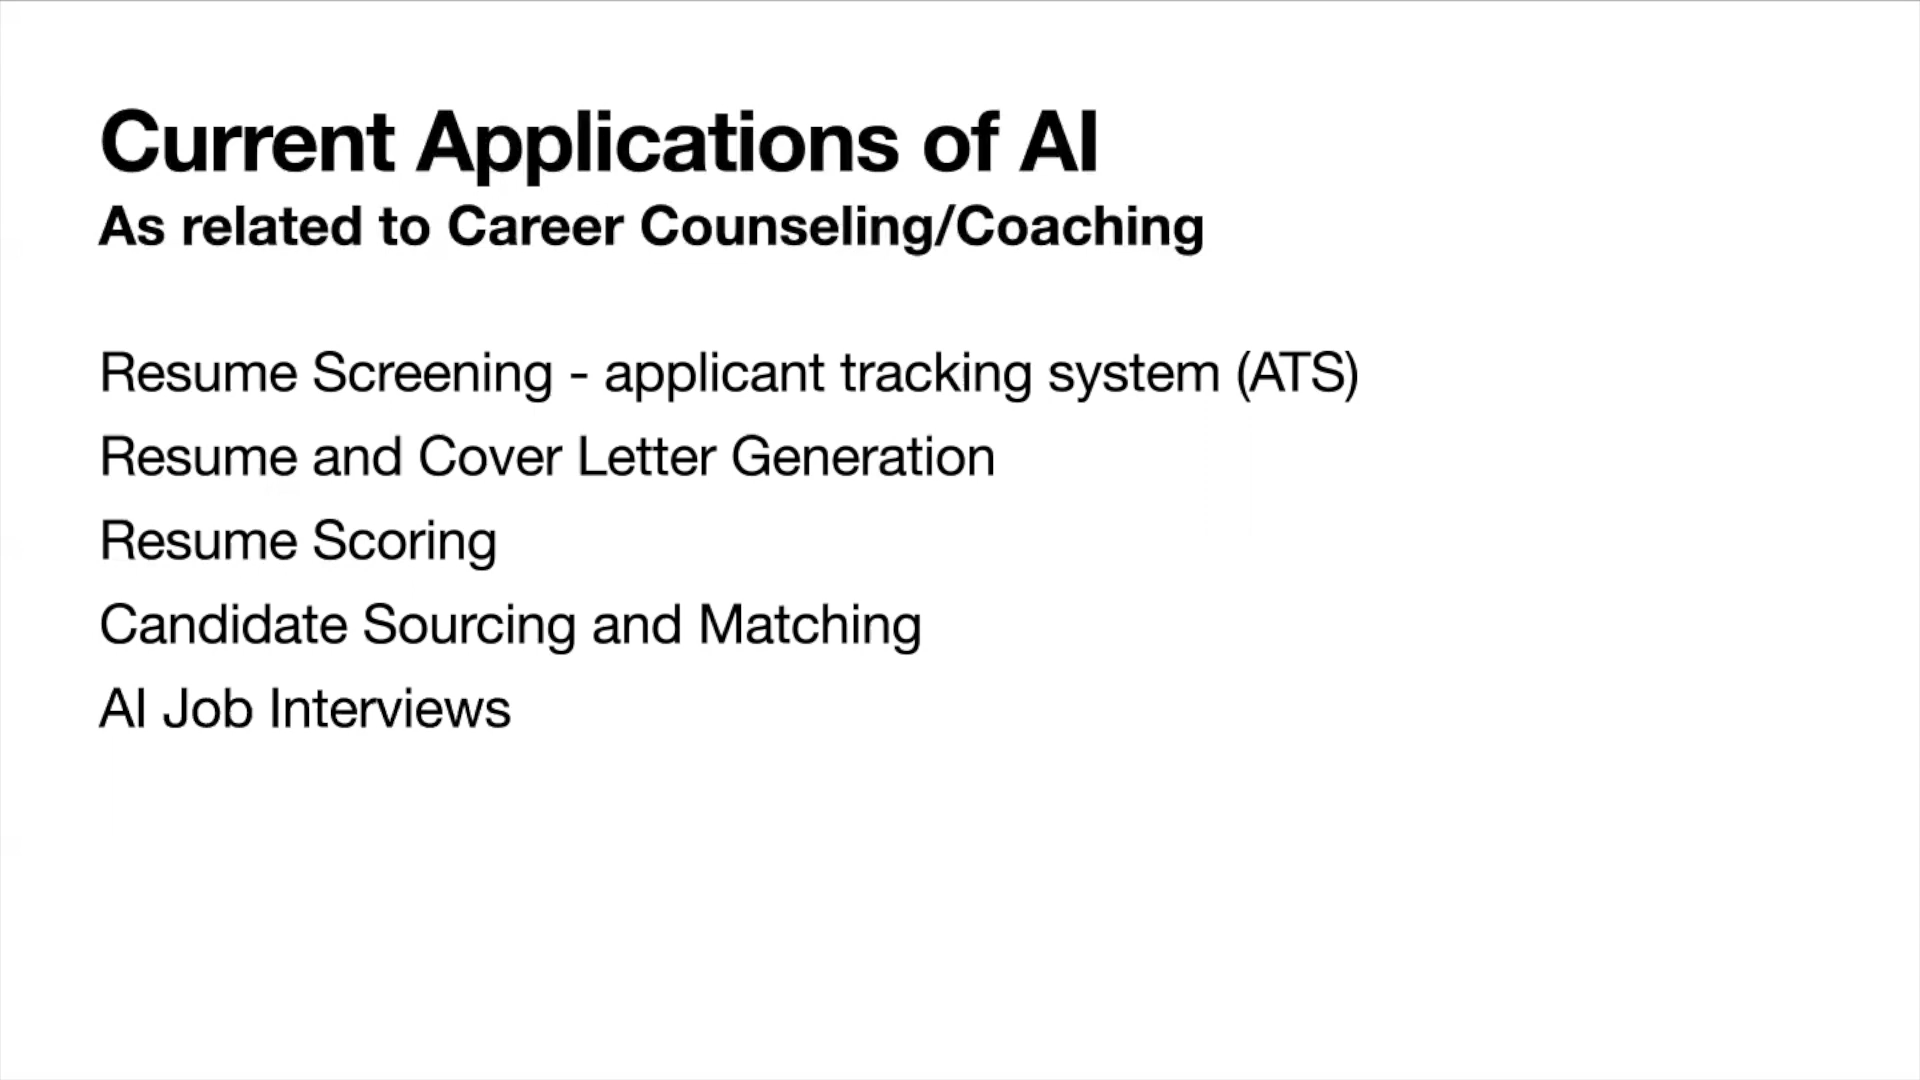 Current Applications of AI
As related to Career Counseling/Coaching
Resume Screening - applicant tracking system (ATS)
Resume and Cover Letter Generation
Resume Scoring
Candidate Sourcing and Matching
AI Job Interviews